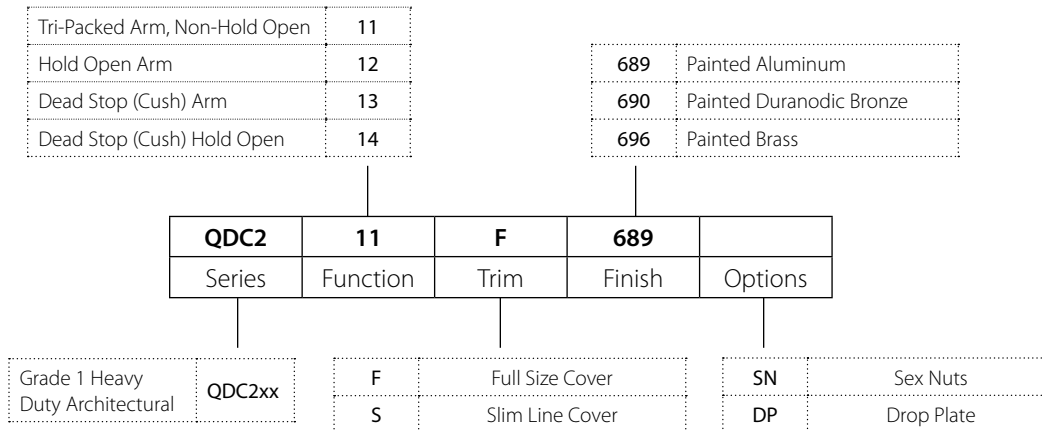 Tri-Packed Arm, Non-Hold Open 11
Hold Open Arm 12
Dead Stop (Cush) Arm 13
Dead Stop (Cush) Hold Open 14
689 Painted Aluminum
690 Painted Duranodic Bronze
696 Painted Brass
QDC2 11 F 689
Series Function Trim Finish Options
Grade 1 Heavy
Duty Architectural QDC2xx
F Full Size Cover
S Slim Line Cover
SN Sex Nuts
DP Drop Plate